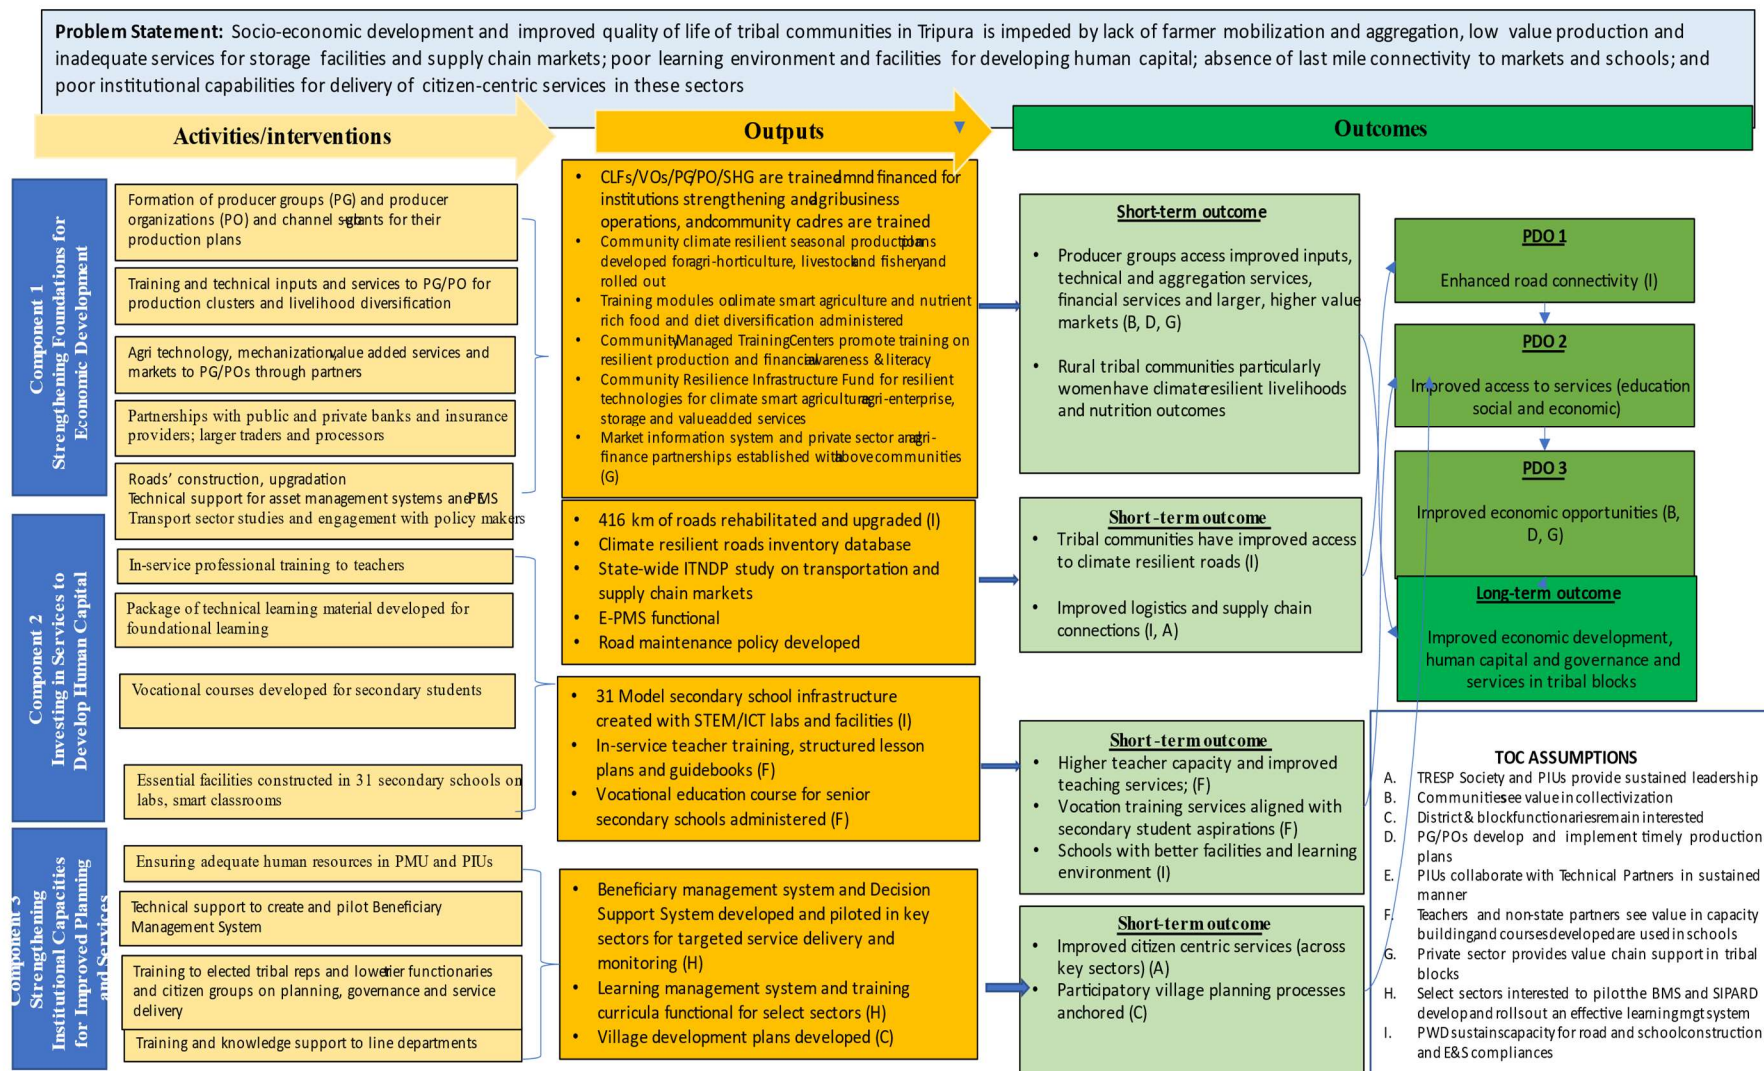 Problem Statement: Socio-economic development and improved quality of life of tribal communities in Tripura is impeded by lack of farmer mobilization and aggregation, low value production and
inadequate services for storage facilities and supply chain markets; poor learning environment and facilities for developing human capital; absence of last mile connectivity to markets and schools; and
poor institutional capabilities for delivery of citizen-centric services in these sectors
Activities/interventions
Outputs
Outcomes
Component 1
Strengthening Foundations for
Economic Development
Formation of producer groups (PG) and producer
organizations (PO) and channel sub-grants for their
production plans
Training and technical inputs and services to PG/PO for
production clusters and livelihood diversification
Agri technology, mechanization, value added services and
markets to PG/POs through partners
Partnerships with public and private banks and insurance
providers; larger traders and processors
Roads' construction, upgradation
Technical support for asset management systems and E-PMS
Transport sector studies and engagement with policy makers
Component 2
Investing in Services to
Develop Human Capital
In-service professional training to teachers
Package of technical learning material developed for
foundational learning
Vocational courses developed for secondary students
Essential facilities constructed in 31 secondary schools on
labs, smart classrooms
Component 3
Strengthening
Institutional Capacities
for Improved Planning
and Services
Ensuring adequate human resources in PMU and PIUs
Technical support to create and pilot Beneficiary
Management System
Training to elected tribal reps and lower tier functionaries
and citizen groups on planning, governance and service
delivery
Training and knowledge support to line departments
• CLFs/VOs/PG/PO/SHG are trained amnd financed for
institutions strengthening and agribusiness
operations, and community cadres are trained
• Community climate resilient seasonal production plans
developed for agri-horticulture, livestock and fishery and
rolled out
• Training modules on climate smart agriculture and nutrient
rich food and diet diversification administered
• Community Managed Training Centers promote training on
resilient production and financial awareness & literacy
• Community Resilience Infrastructure Fund for resilient
technologies for climate smart agriculture, agri-enterprise,
storage and value added services
• Market information system and private sector and agri-
finance partnerships established with above communities
(G)
• 416 km of roads rehabilitated and upgraded (I)
• Climate resilient roads inventory database
• State-wide ITNDP study on transportation and
supply chain markets
• E-PMS functional
• Road maintenance policy developed
• 31 Model secondary school infrastructure
created with STEM/ICT labs and facilities (I)
• In-service teacher training, structured lesson
plans and guidebooks (F)
• Vocational education course for senior
secondary schools administered (F)
• Beneficiary management system and Decision
Support System developed and piloted in key
sectors for targeted service delivery and
monitoring (H)
• Learning management system and training
curricula functional for select sectors (H)
• Village development plans developed (C)
Short-term outcome
• Producer groups access improved inputs,
technical and aggregation services,
financial services and larger, higher value
markets (B, D, G)
• Rural tribal communities particularly
women have climate resilient livelihoods
and nutrition outcomes
Short-term outcome
• Tribal communities have improved access
to climate resilient roads (I)
• Improved logistics and supply chain
connections (I, A)
Short-term outcome
• Higher teacher capacity and improved
teaching services; (F)
• Vocation training services aligned with
secondary student aspirations (F)
• Schools with better facilities and learning
environment (I)
Short-term outcome
• Improved citizen centric services (across
key sectors) (A)
• Participatory village planning processes
anchored (C)
PDO 1
Enhanced road connectivity (I)
PDO 2
Improved access to services (education
social and economic)
PDO 3
Improved economic opportunities (B,
D, G)
Long-term outcome
Improved economic development,
human capital and governance and
services in tribal blocks
TOC ASSUMPTIONS
A. TRESP Society and PIUs provide sustained leadership
B. Communities see value in collectivization
C. District & block functionaries remain interested
D. PG/POs develop and implement timely production
plans
E. PIUs collaborate with Technical Partners in sustained
manner
F. Teachers and non-state partners see value in capacity
building and courses developed are used in schools
G. Private sector provides value chain support in tribal
blocks
H. Select sectors interested to pilot the BMS and SIPARD
develop and rolls out an effective learning mgt system
I. PWD sustains capacity for road and school construction
and E&S compliances